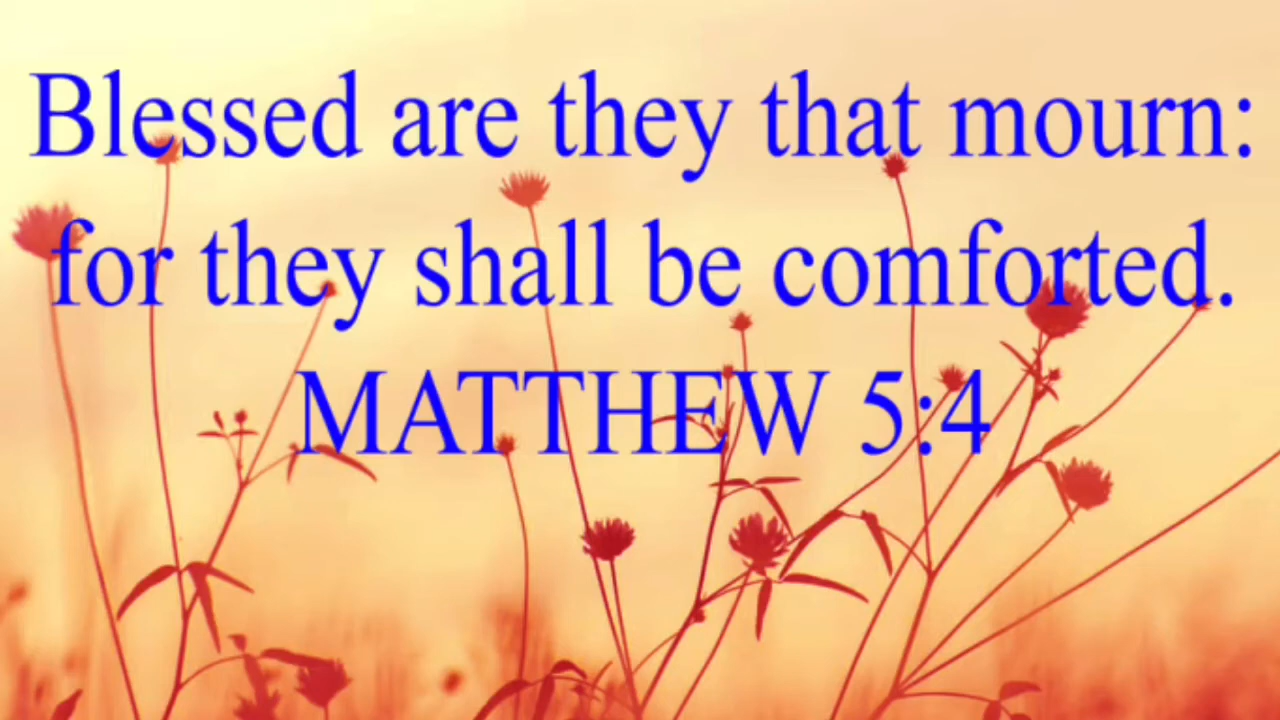 Blessed are they that mourn:
for they shall be comforted.
MATTHEW 5:4